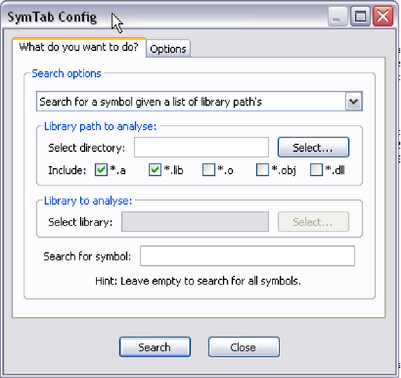 SymTab Config
What do you want to do? Options
Search options
Search for a symbol given a list of library path's
Library path to analyse:
Select directory: Select...
Include: *.a *.lib *.o *.obj *.dll
Library to analyse:
Select library: Select...
Search for symbol:
Hint: Leave empty to search for all symbols.
Search Close